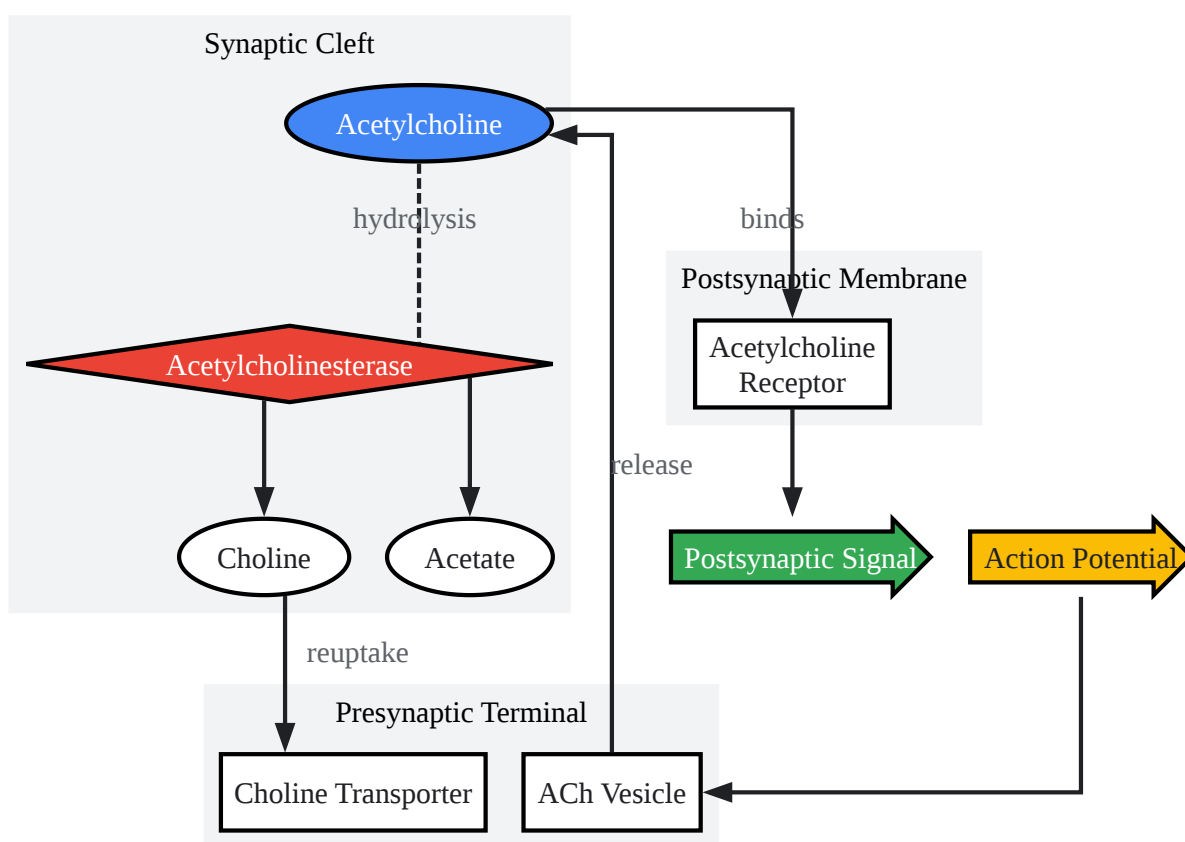 Synaptic Cleft
Acetylcholine
hydrolysis
binds
Postsynaptic Membrane
Acetylcholinesterase
Acetylcholine
Receptor
release
Choline
Acetate
Postsynaptic Signal
Action Potential
reuptake
Presynaptic Terminal
Choline Transporter
ACh Vesicle